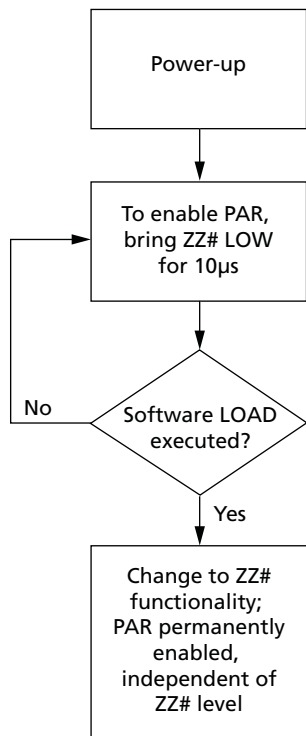 Power-up
To enable PAR,
bring ZZ# LOW
for 10µs
No
Software LOAD
executed?
Yes
Change to ZZ#
functionality;
PAR permanently
enabled,
independent of
ZZ# level